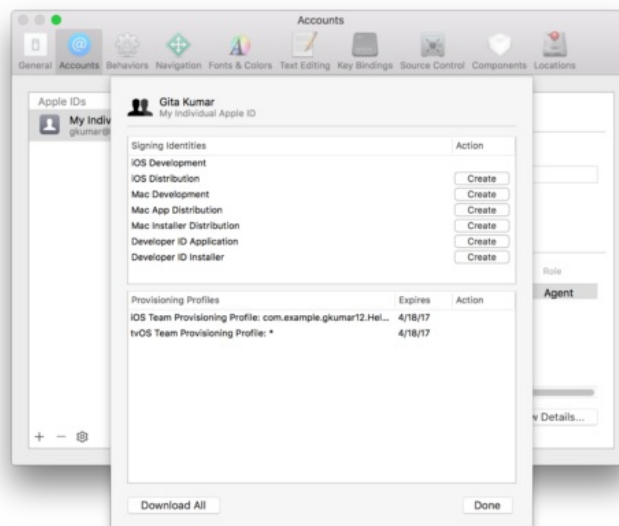 Accounts
General Accounts Behaviors Navigation Fonts & Colors Text Editing Key Bindings Source Control Components Locations
Apple IDs
My Indiv
gkumar@
Gita Kumar
My Individual Apple ID
Signing Identities Action
iOS Development
iOS Distribution Create
Mac Development Create
Mac App Distribution Create
Mac Installer Distribution Create
Developer ID Application Create
Developer ID Installer Create
Role
Agent
Provisioning Profiles Expires Action
iOS Team Provisioning Profile: com.example.gkumar12.Hel... 4/18/17
tvOS Team Provisioning Profile: * 4/18/17
w Details...
Download All Done